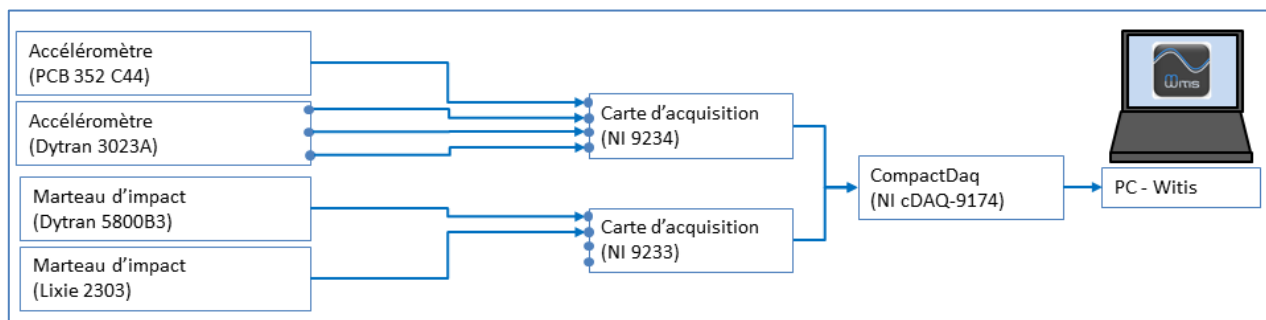 Accéléromètre
(PCB 352 C44)
Accéléromètre
(Dytran 3023A)
Marteau d'impact
(Dytran 5800B3)
Marteau d'impact
(Lixie 2303)
Carte d'acquisition
(NI 9234)
Carte d'acquisition
(NI 9233)
CompactDaq
(NI cDAQ-9174)
PC - Witis